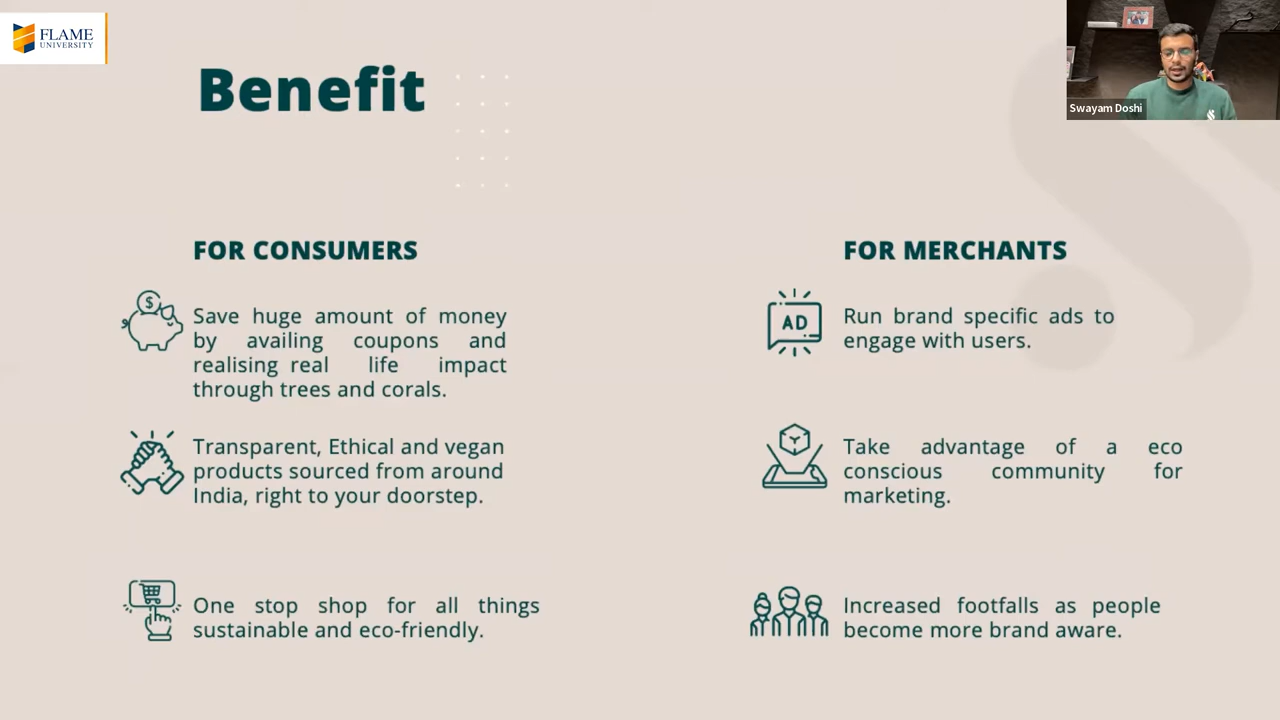 FLAME
UNIVERSITY
Benefit
Swayam Doshi
FOR CONSUMERS
$
Save huge amount of money
by availing coupons and
realising real life impact
through trees and corals.
Transparent, Ethical and vegan
products sourced from around
India, right to your doorstep.
One stop shop for all things
sustainable and eco-friendly.
FOR MERCHANTS
AD
Run brand specific ads to
engage with users.
Take advantage of a eco
conscious community for
marketing.
Increased footfalls as people
become more brand aware.